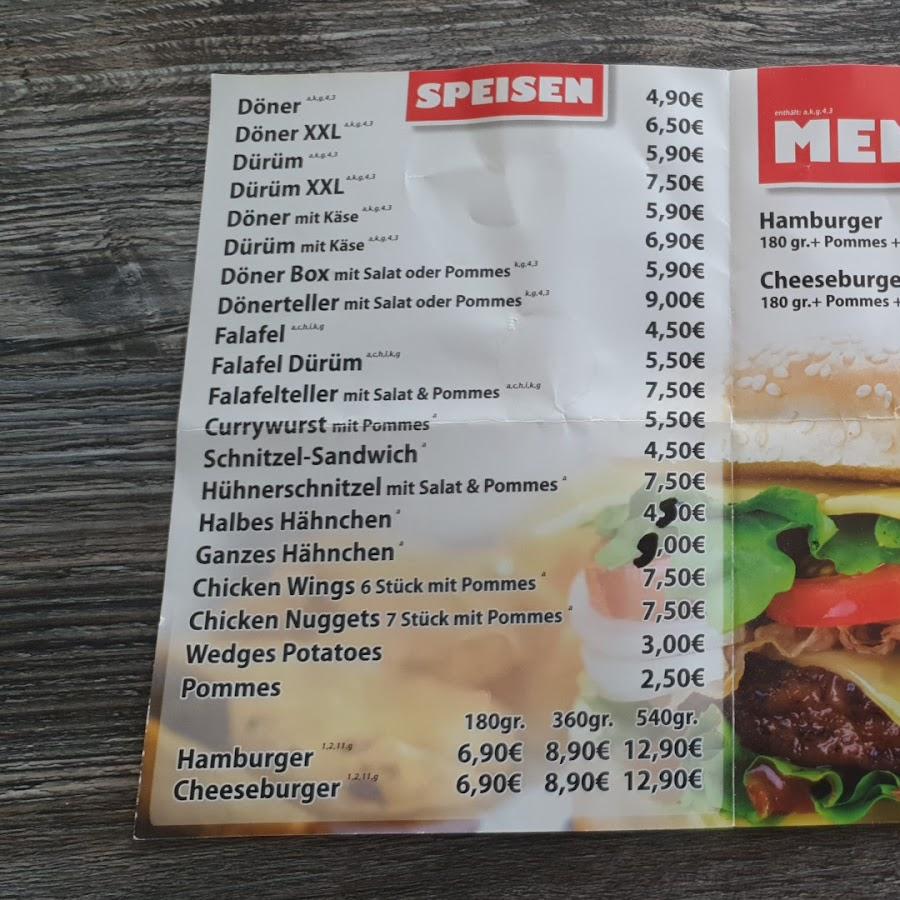 SPEISEN
Döner a,k,g,4,3 4,90€
Döner XXL a,k,g,4,3 6,50€
Dürüm a,k,g,4,3 5,90€
Dürüm XXL a,k,g,4,3 7,50€
Döner mit Käse a,k,g,4,3 5,90€
Dürüm mit Käse a,k,g,4,3 6,90€
Döner Box mit Salat oder Pommes k,g,4,3 5,90€
Dönerteller mit Salat oder Pommes k,g,4,3 9,00€
Falafel a,c,h,i,k,g 4,50€
Falafel Dürüm a,c,h,i,k,g 5,50€
Falafelteller mit Salat & Pommes a,c,h,i,k,g 7,50€
Currywurst mit Pommes a 5,50€
Schnitzel-Sandwich a 4,50€
Hühnerschnitzel mit Salat & Pommes a 7,50€
Halbes Hähnchen a 4,50€
Ganzes Hähnchen a 9,00€
Chicken Wings 6 Stück mit Pommes a 7,50€
Chicken Nuggets 7 Stück mit Pommes a 7,50€
Wedges Potatoes 3,00€
Pommes 2,50€
180gr. 360gr. 540gr.
Hamburger 1,2,11,g 6,90€ 8,90€ 12,90€
Cheeseburger 1,2,11,g 6,90€ 8,90€ 12,90€
enthält: a,k,g,4,3
ME
Hamburger
180 gr.+ Pommes +
Cheeseburge
180 gr.+ Pommes +